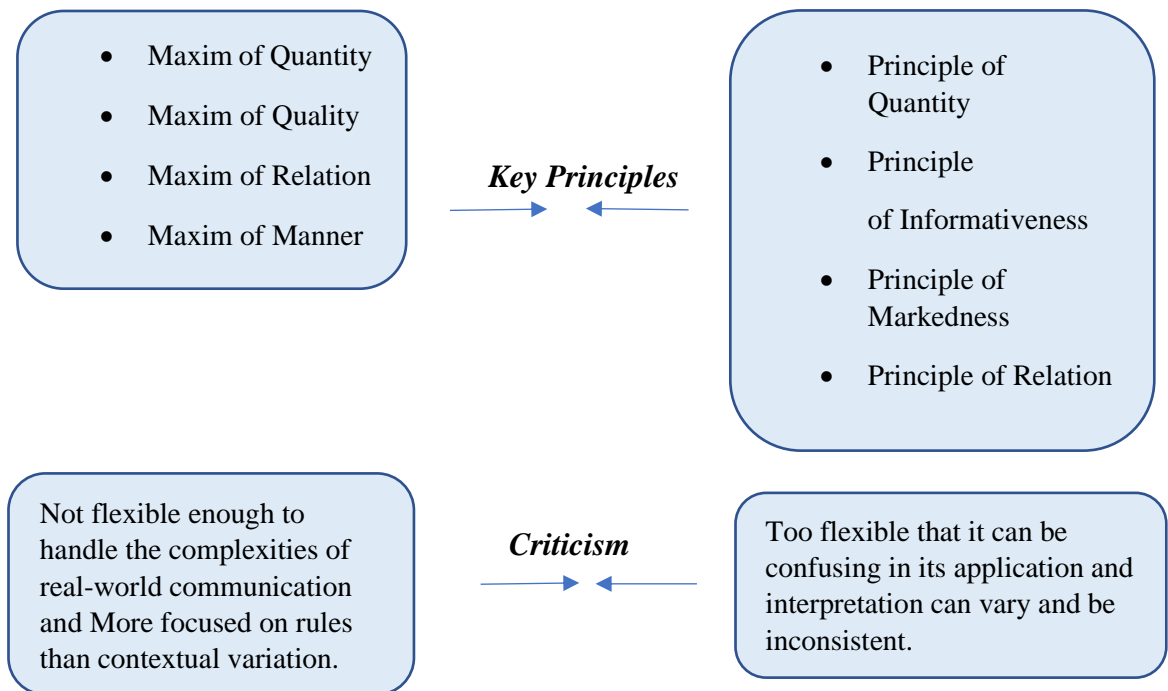 • Maxim of Quantity
• Maxim of Quality
• Maxim of Relation
• Maxim of Manner
Key Principles
• Principle of
Quantity
• Principle
of Informativeness
• Principle of
Markedness
• Principle of Relation
Not flexible enough to
handle the complexities of
real-world communication
and More focused on rules
than contextual variation.
Criticism
Too flexible that it can be
confusing in its application and
interpretation can vary and be
inconsistent.